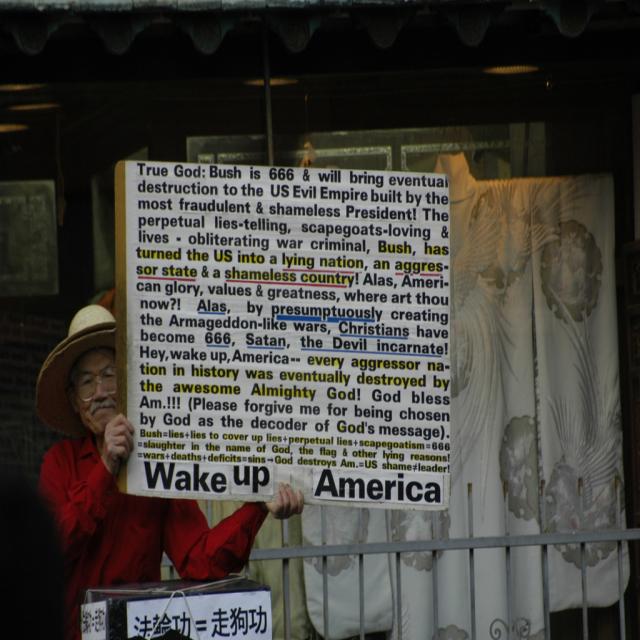 True God: Bush is 666 & will bring eventual
destruction to the US Evil Empire built by the
most fraudulent & shameless President! The
perpetual lies-telling, scapegoats-loving &
lives - obliterating war criminal, Bush, has
turned the US into a lying nation, an aggres-
sor state & a shameless country! Alas, Ameri-
can glory, values & greatness, where art thou
now?! Alas, by presumptuously creating
the Armageddon-like wars, Christians have
become 666, Satan, the Devil incarnate!
Hey, wake up, America-- every aggressor na-
tion in history was eventually destroyed by
the awesome Almighty God! God bless
Am.!!! (Please forgive me for being chosen
by God as the decoder of God's message).
Bush=lies+lies to cover up lies+perpetual lies+scapegoatism=666
=slaughter in the name of God, the flag & other lying reasons
=wars+deaths+deficits+sins=God destroys Am.=US shame≠leader!
Wake up America
法論功=走狗功